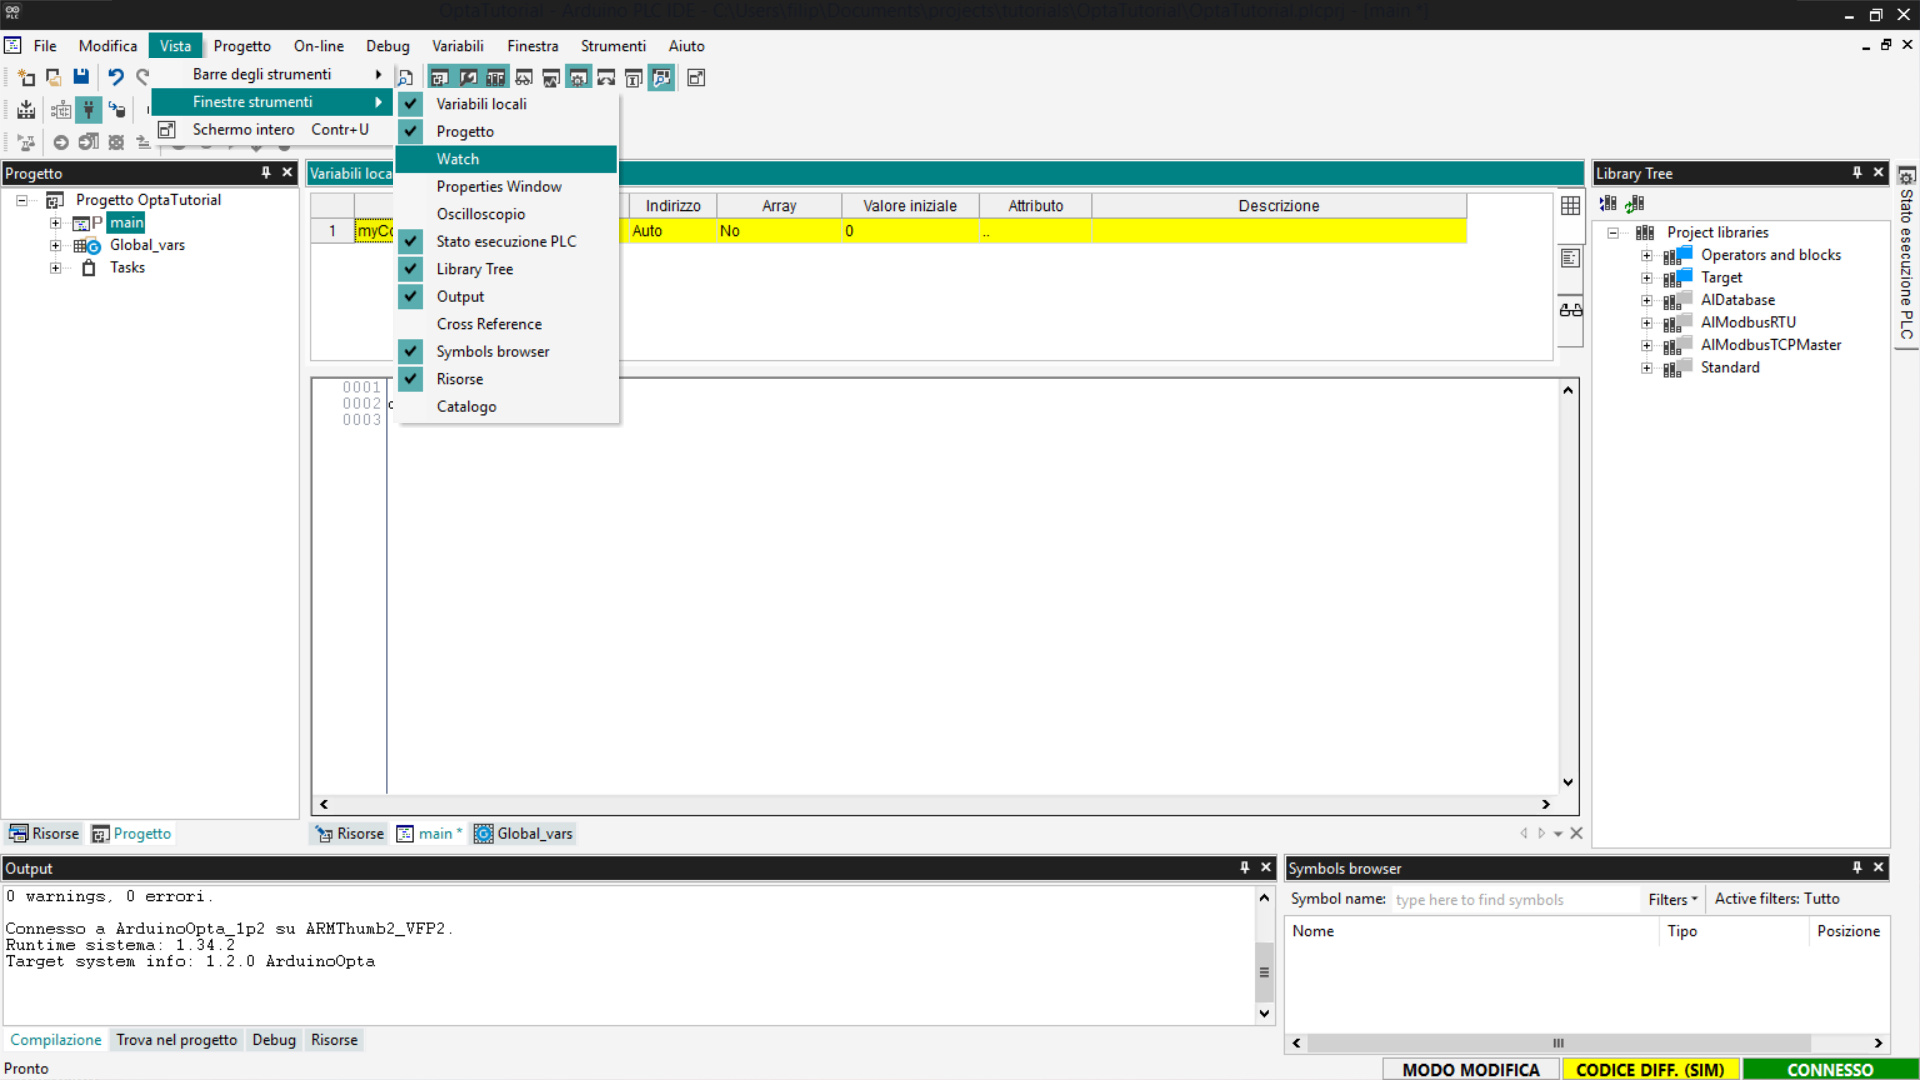 OptaTutorial - Arduino PLC IDE - C:\Users\filip\Documents\projects\tutorials\OptaTutorial\OptaTutorial.plcprj - [main *]
File Modifica Vista Progetto On-line Debug Variabili Finestra Strumenti Aiuto
Barre degli strumenti
Finestre strumenti
Schermo intero Contr+U
Variabili locali
Progetto
Watch
Properties Window
Oscilloscopio
Stato esecuzione PLC
Library Tree
Output
Cross Reference
Symbols browser
Risorse
Catalogo
Progetto
Progetto OptaTutorial
main
Global_vars
Tasks
Risorse Progetto
Variabili loca
Indirizzo Array Valore iniziale Attributo Descrizione
1 myCo Auto No 0 ..
0001
0002
0003
Risorse main * Global_vars
Library Tree
Project libraries
Operators and blocks
Target
AlDatabase
AlModbusRTU
AlModbusTCPMaster
Standard
Stato esecuzione PLC
Output
0 warnings, 0 errori.
Connesso a ArduinoOpta_1p2 su ARMThumb2_VFP2.
Runtime sistema: 1.34.2
Target system info: 1.2.0 ArduinoOpta
Compilazione Trova nel progetto Debug Risorse
Symbols browser
Symbol name: type here to find symbols Filters Active filters: Tutto
Nome Tipo Posizione
Pronto
MODO MODIFICA CODICE DIFF. (SIM) CONNESSO